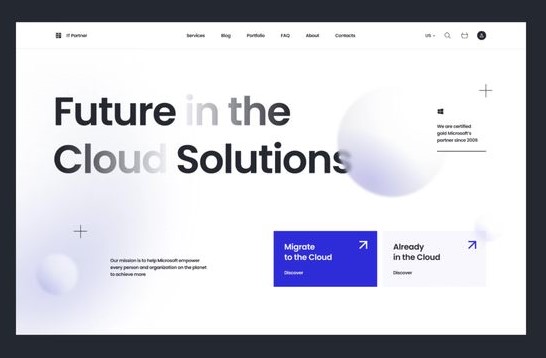 IT Partner
Services Blog Portfolio FAQ About Contacts
US
Future in the
Cloud Solutions
We are certified
gold Microsoft's
partner since 2006
Our mission is to help Microsoft empower
every person and organization on the planet
to achieve more
Migrate
to the Cloud
Discover
Already
in the Cloud
Discover